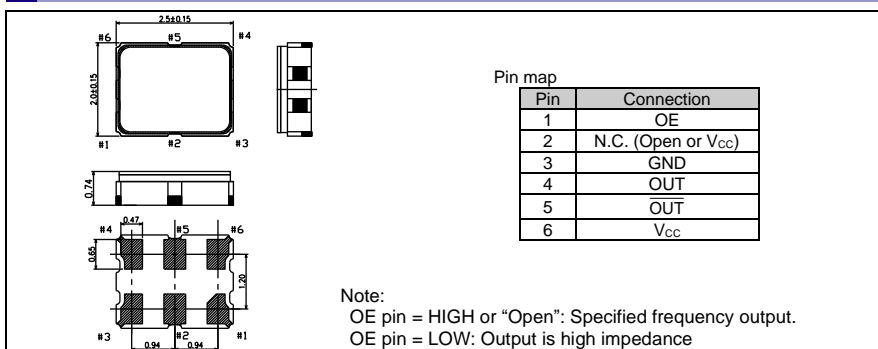 2.5±0.15
#6 #5 #4
2.0±0.15
#1 #2 #3
0.74
0.47
#4 #5 #6
0.65
1.20
#3 #2 #1
0.94 0.94
Pin map
Pin Connection
1 OE
2 N.C. (Open or VCC)
3 GND
4 OUT
5 O̅U̅T̅
6 VCC
Note:
OE pin = HIGH or “Open”: Specified frequency output.
OE pin = LOW: Output is high impedance